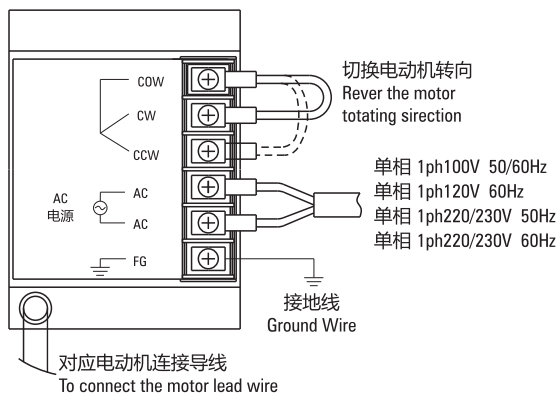 COW
CW
CCW
AC
电源
AC
AC
FG
切换电动机转向
Rever the motor
totating sirection
单相 1ph100V 50/60Hz
单相 1ph120V 60Hz
单相 1ph220/230V 50Hz
单相 1ph220/230V 60Hz
接地线
Ground Wire
对应电动机连接导线
To connect the motor lead wire